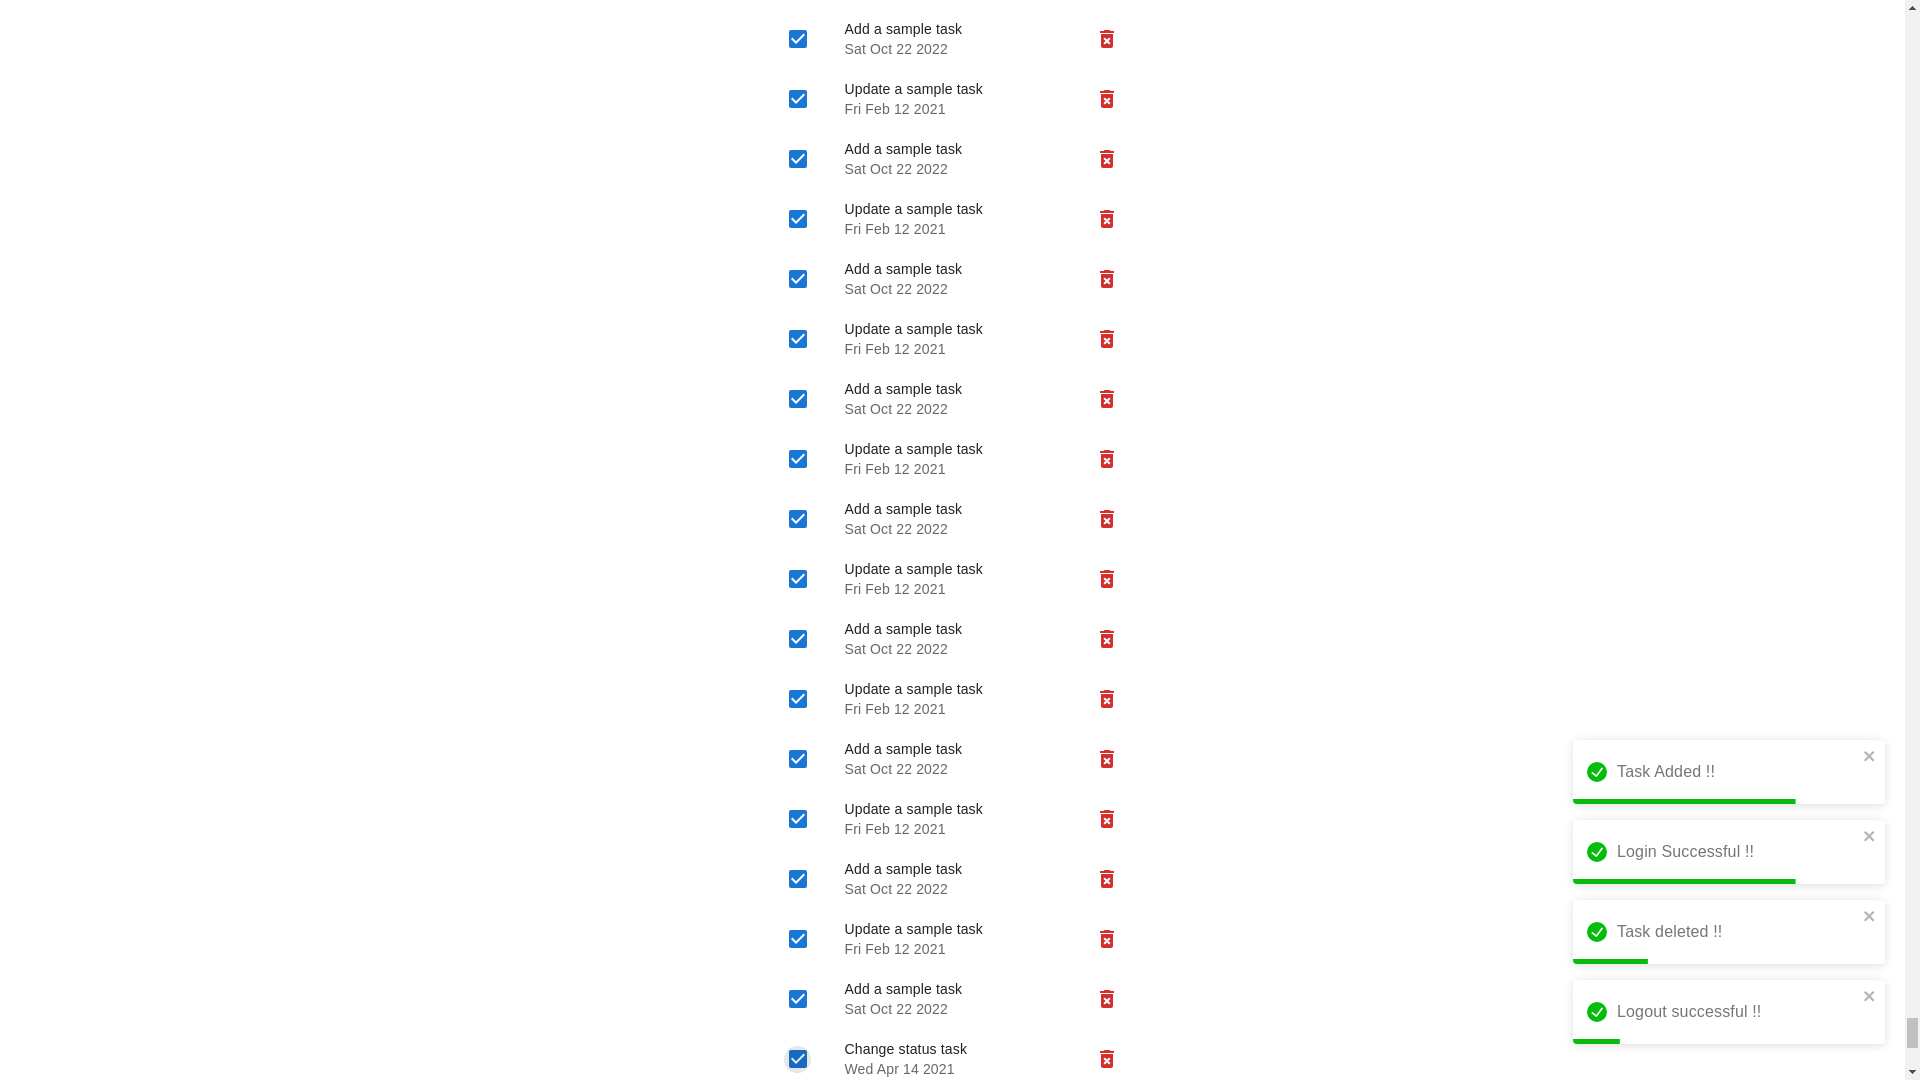 Add a sample task
Sat Oct 22 2022
Update a sample task
Fri Feb 12 2021
Add a sample task
Sat Oct 22 2022
Update a sample task
Fri Feb 12 2021
Add a sample task
Sat Oct 22 2022
Update a sample task
Fri Feb 12 2021
Add a sample task
Sat Oct 22 2022
Update a sample task
Fri Feb 12 2021
Add a sample task
Sat Oct 22 2022
Update a sample task
Fri Feb 12 2021
Add a sample task
Sat Oct 22 2022
Update a sample task
Fri Feb 12 2021
Add a sample task
Sat Oct 22 2022
Update a sample task
Fri Feb 12 2021
Add a sample task
Sat Oct 22 2022
Update a sample task
Fri Feb 12 2021
Add a sample task
Sat Oct 22 2022
Change status task
Wed Apr 14 2021
Task Added !!
Login Successful !!
Task deleted !!
Logout successful !!